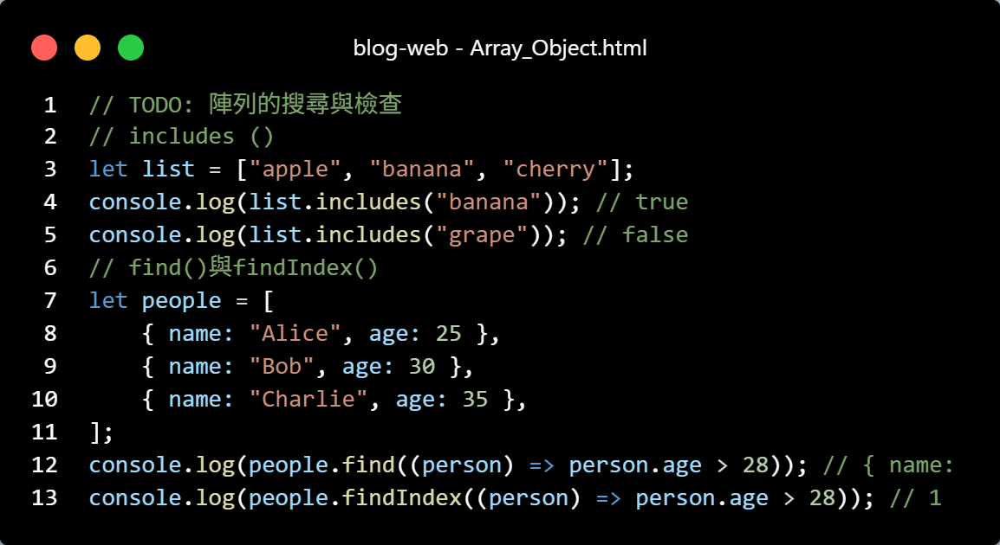 blog-web - Array_Object.html
1 // TODO: 陣列的搜尋與檢查
2 // includes ()
3 let list = ["apple", "banana", "cherry"];
4 console.log(list.includes("banana")); // true
5 console.log(list.includes("grape")); // false
6 // find()與findIndex()
7 let people = [
8     { name: "Alice", age: 25 },
9     { name: "Bob", age: 30 },
10     { name: "Charlie", age: 35 },
11 ];
12 console.log(people.find((person) => person.age > 28)); // { name:
13 console.log(people.findIndex((person) => person.age > 28)); // 1